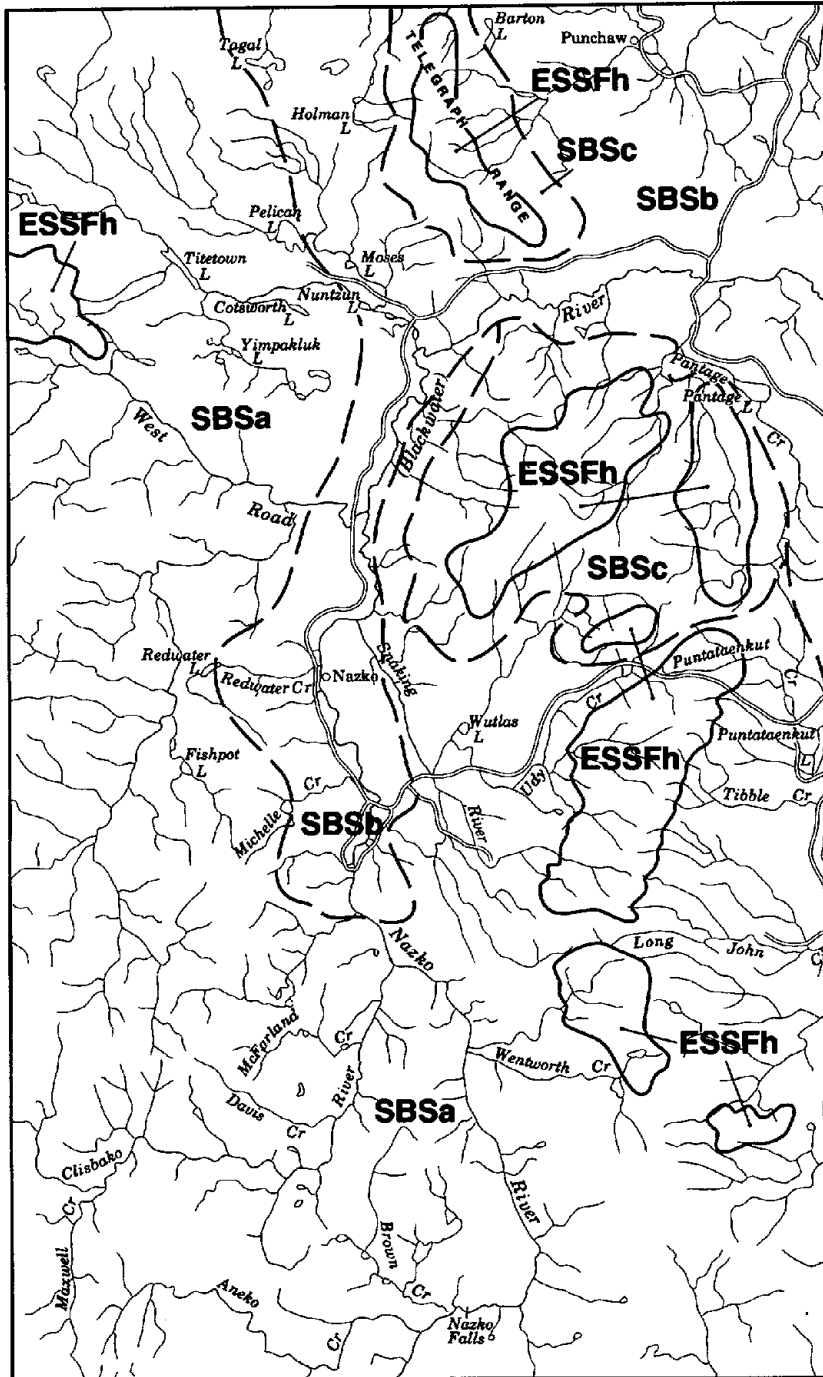 Barton
L
Tagal
L
Punchaw
TELEGRAPH RANGE
ESSFh
Holman
L
SBSc
SBSb
ESSFh
Pelican
L
Titetown
L
Moses
L
Nuntzun
L
Cotsworth
L
River
Yimpakluk
L
Pantage
Pantage
L
Cr
(Blackwater)
SBSa
West
Road
ESSFh
SBSc
Redwater
L
Redwater Cr
Nazko
Snaking
Puntataenkut
Cr
Cr
Wutlas
L
Puntataenkut
L
Fishpot
L
ESSFh
Udy
Tibble Cr
Michelle Cr
SBSb
River
Nazko
Long John
Cr
McFarland
Cr
ESSFh
Wentworth Cr
River
Davis
Cr
SBSa
Clisbako
Cr
River
Maxwell
Brown
Cr
Aneko
Cr
Nazko
Falls